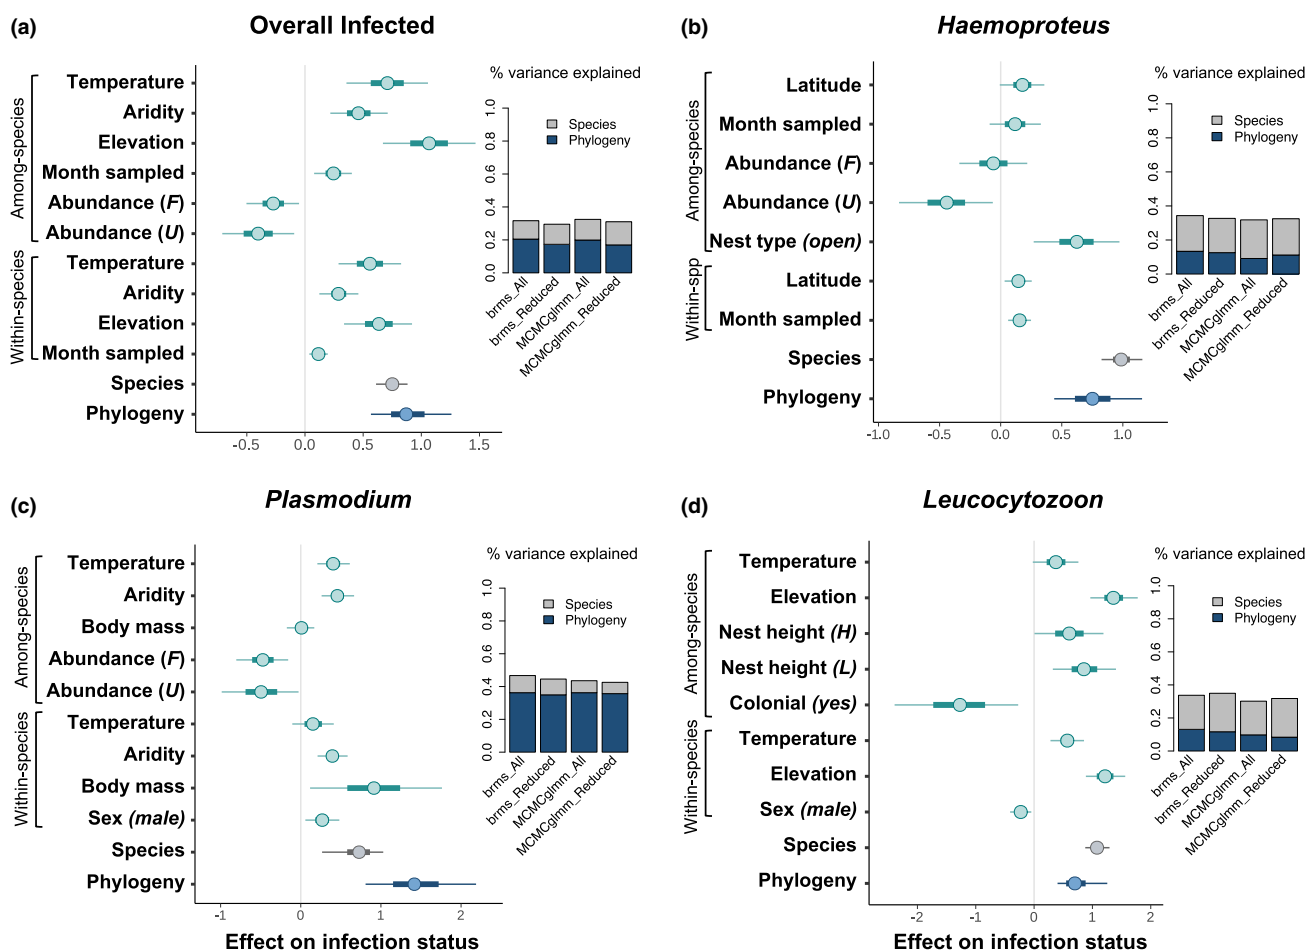 (a)
Overall Infected
Among-species
Temperature
Aridity
Elevation
Month sampled
Abundance (F)
Abundance (U)
Within-species
Temperature
Aridity
Elevation
Month sampled
Species
Phylogeny
-0.5 0.0 0.5 1.0 1.5
% variance explained
Species
Phylogeny
0.0 0.2 0.4 0.6 0.8 1.0
brms_All
brms_Reduced
MCMCglmm_All
MCMCglmm_Reduced
(b)
Haemoproteus
Among-species
Latitude
Month sampled
Abundance (F)
Abundance (U)
Nest type (open)
Within-spp
Latitude
Month sampled
Species
Phylogeny
-1.0 -0.5 0.0 0.5 1.0
% variance explained
Species
Phylogeny
0.0 0.2 0.4 0.6 0.8 1.0
brms_All
brms_Reduced
MCMCglmm_All
MCMCglmm_Reduced
(c)
Plasmodium
Among-species
Temperature
Aridity
Body mass
Abundance (F)
Abundance (U)
Within-species
Temperature
Aridity
Body mass
Sex (male)
Species
Phylogeny
-1 0 1 2
Effect on infection status
% variance explained
Species
Phylogeny
0.0 0.2 0.4 0.6 0.8 1.0
brms_All
brms_Reduced
MCMCglmm_All
MCMCglmm_Reduced
(d)
Leucocytozoon
Among-species
Temperature
Elevation
Nest height (H)
Nest height (L)
Colonial (yes)
Within-species
Temperature
Elevation
Sex (male)
Species
Phylogeny
-2 -1 0 1 2
Effect on infection status
% variance explained
Species
Phylogeny
0.0 0.2 0.4 0.6 0.8 1.0
brms_All
brms_Reduced
MCMCglmm_All
MCMCglmm_Reduced